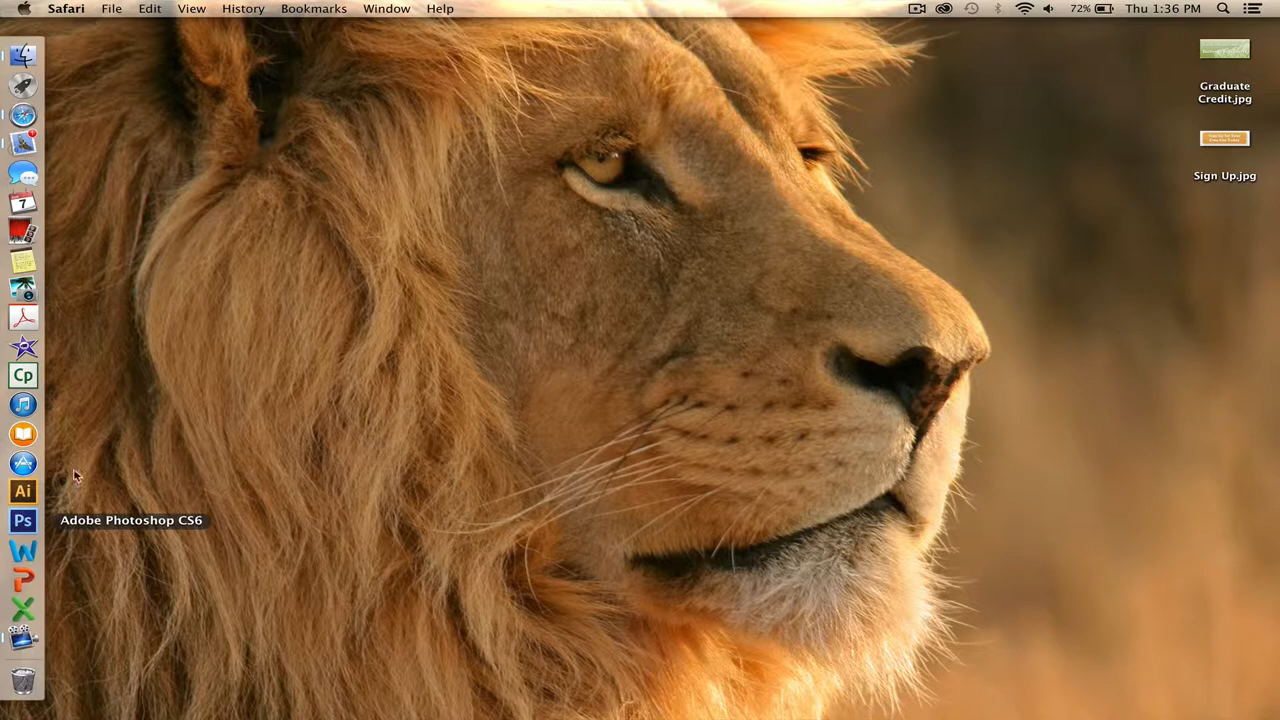 Safari File Edit View History Bookmarks Window Help 72% Thu 1:36 PM
Graduate
Credit.jpg
Sign Up.jpg
7
Cp
Ai
Ps
Adobe Photoshop CS6
W
P
X